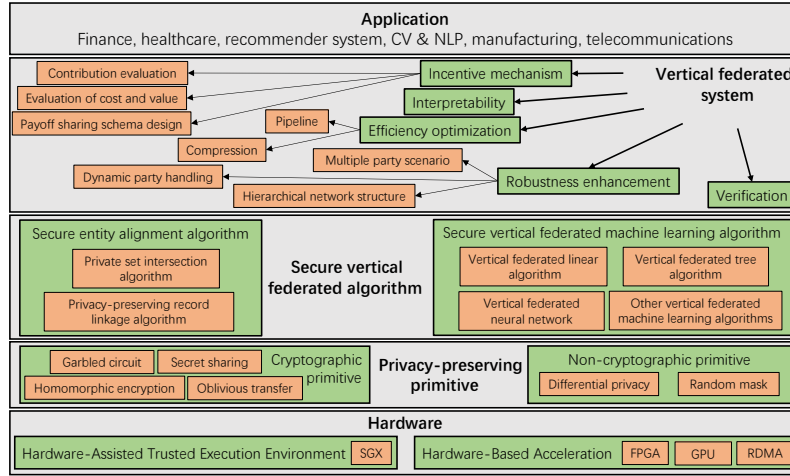 Application
Finance, healthcare, recommender system, CV & NLP, manufacturing, telecommunications
Contribution evaluation
Incentive mechanism
Vertical federated
system
Evaluation of cost and value
Interpretability
Payoff sharing schema design
Pipeline
Efficiency optimization
Compression
Multiple party scenario
Dynamic party handling
Robustness enhancement
Hierarchical network structure
Verification
Secure entity alignment algorithm
Private set intersection
algorithm
Privacy-preserving record
linkage algorithm
Secure vertical
federated algorithm
Secure vertical federated machine learning algorithm
Vertical federated linear
algorithm
Vertical federated tree
algorithm
Vertical federated
neural network
Other vertical federated
machine learning algorithms
Garbled circuit
Secret sharing
Cryptographic
primitive
Homomorphic encryption
Oblivious transfer
Privacy-preserving
primitive
Non-cryptographic primitive
Differential privacy
Random mask
Hardware
Hardware-Assisted Trusted Execution Environment
SGX
Hardware-Based Acceleration
FPGA
GPU
RDMA